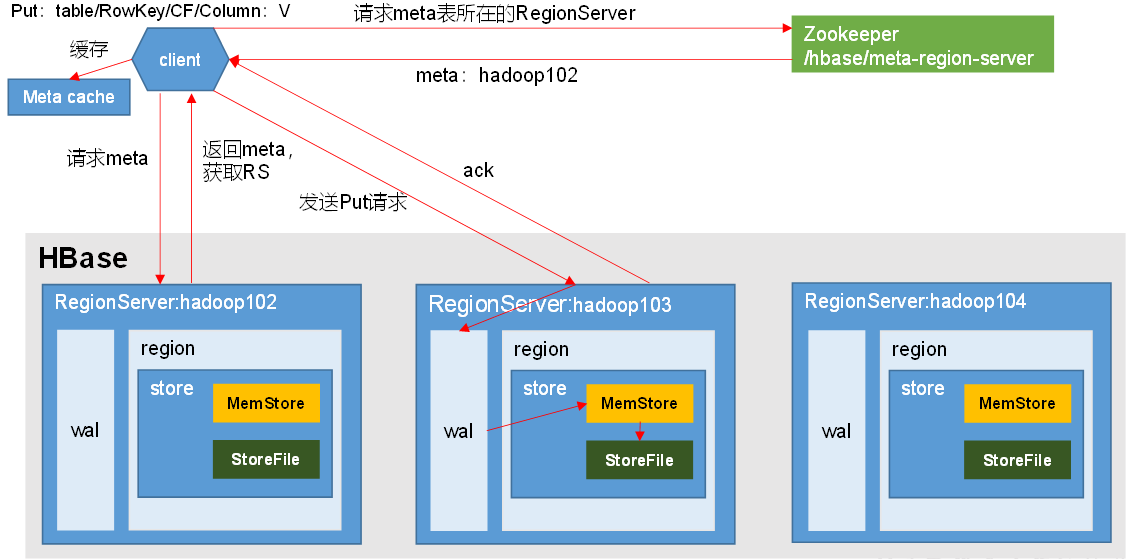 Put：table/RowKey/CF/Column：V
请求meta表所在的RegionServer
Zookeeper
/hbase/meta-region-server
缓存
client
meta：hadoop102
Meta cache
请求meta
返回meta，
获取RS
ack
发送Put请求
HBase
RegionServer:hadoop102
wal
region
store
MemStore
StoreFile
RegionServer:hadoop103
wal
region
store
MemStore
StoreFile
RegionServer:hadoop104
wal
region
store
MemStore
StoreFile